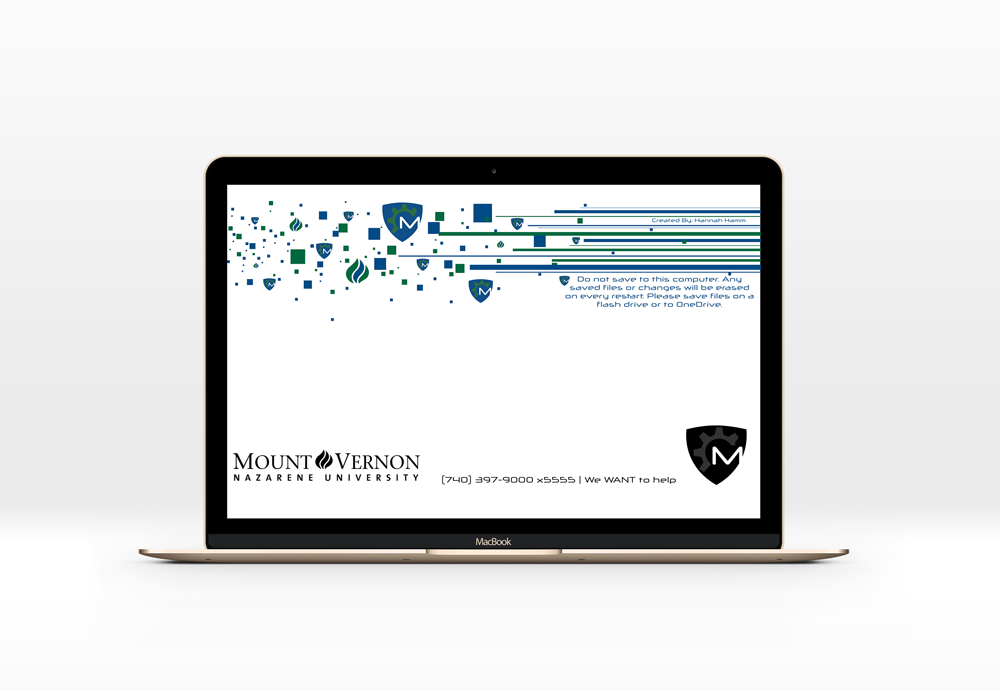 Created By: Hannah Hamm
Do not save to this computer. Any
saved files or changes will be erased
on every restart. Please save files on a
flash drive or to OneDrive.
M
MOUNT VERNON
NAZARENE UNIVERSITY
(740) 397-9000 x5555 | We WANT to help
M
MacBook